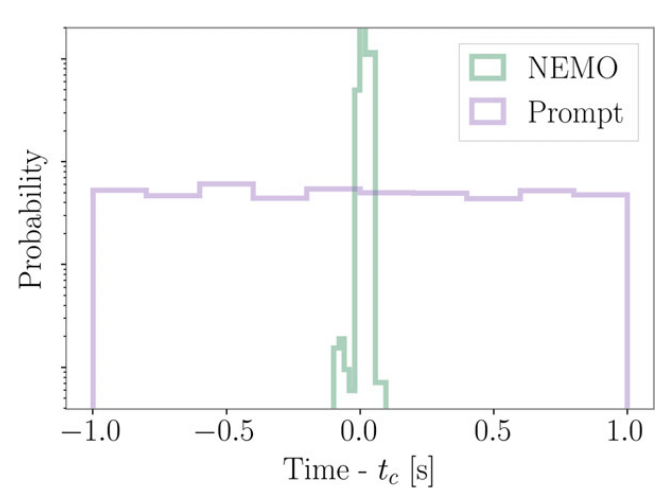 NEMO
Prompt
Probability
−1.0 −0.5 0.0 0.5 1.0
Time - t_c [s]